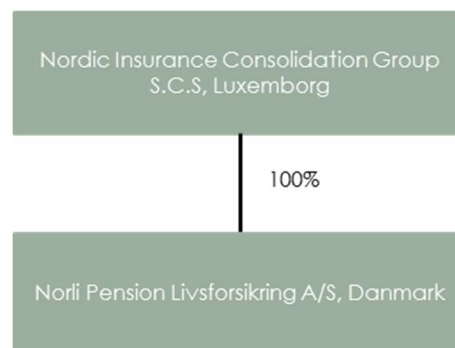 Nordic Insurance Consolidation Group
S.C.S, Luxemborg
100%
Norli Pension Livsforsikring A/S, Danmark